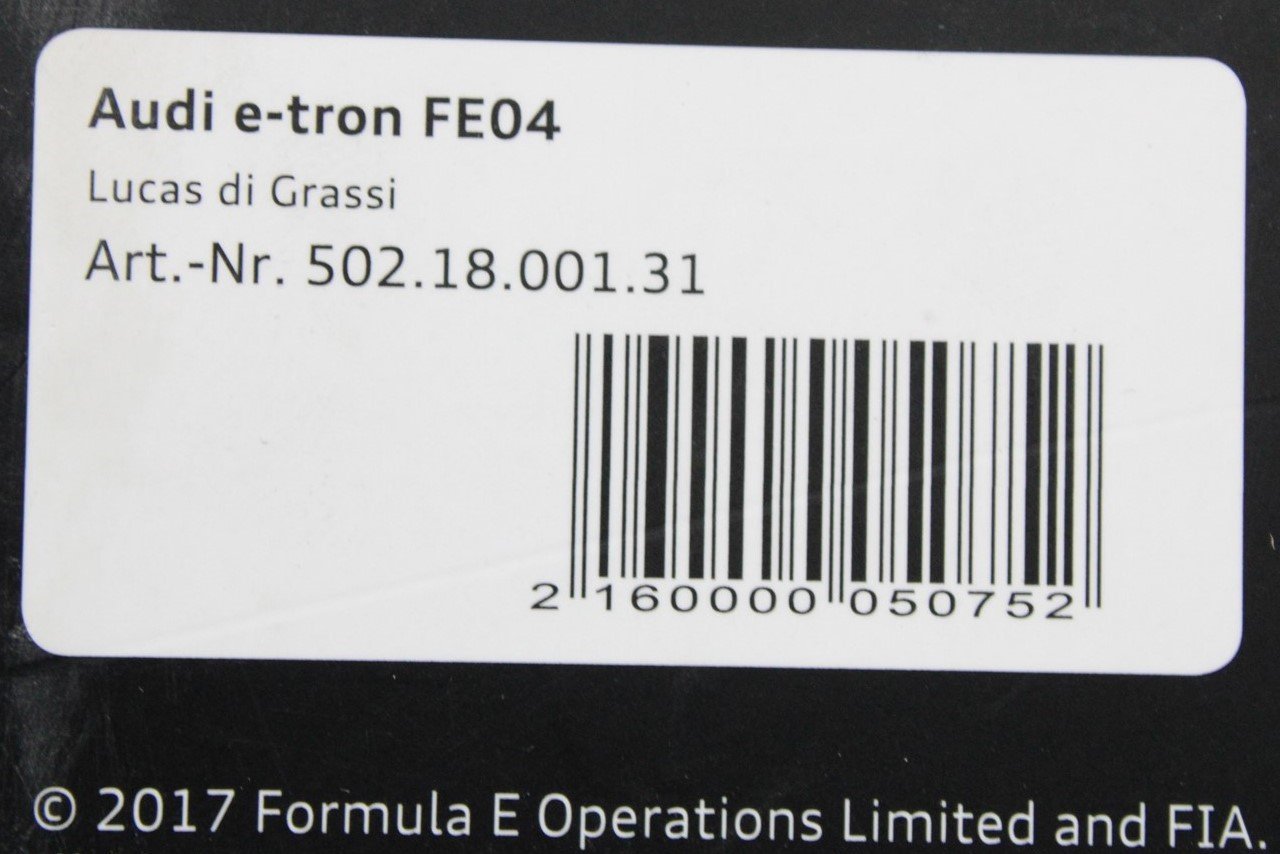 Audi e-tron FE04
Lucas di Grassi
Art.-Nr. 502.18.001.31
2 160000 050752
© 2017 Formula E Operations Limited and FIA.